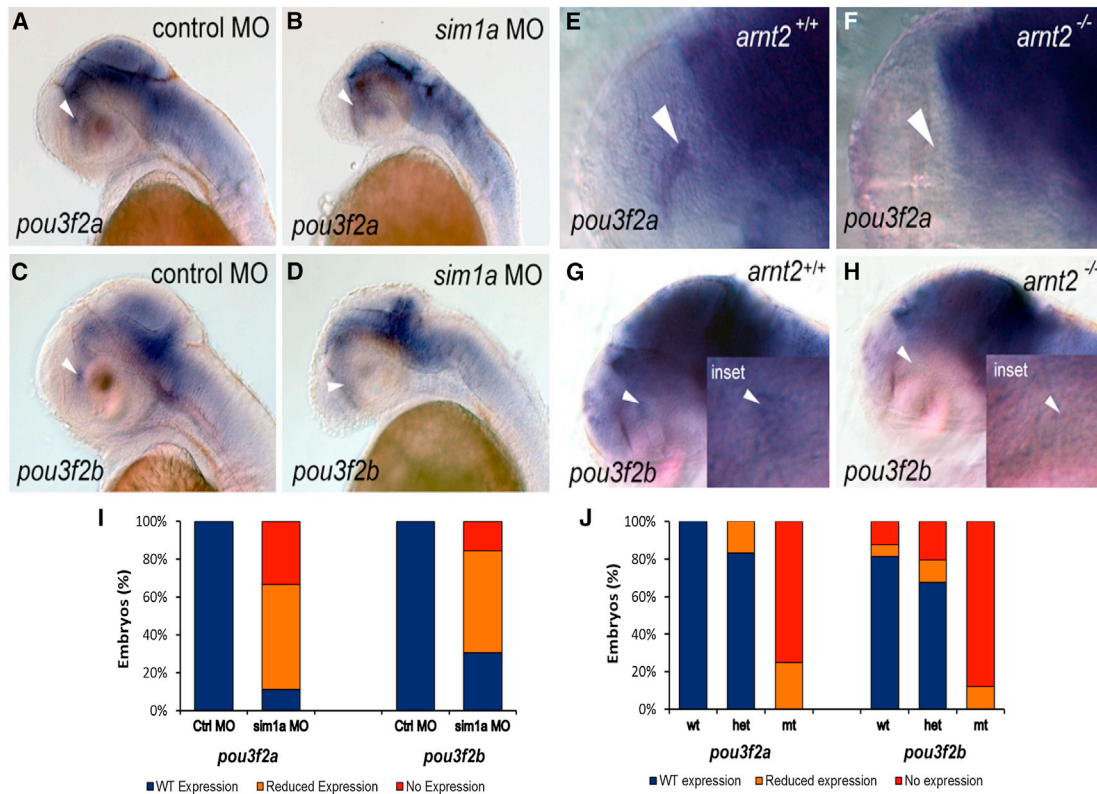 A control MO
pou3f2a
B sim1a MO
pou3f2a
E arnt2+/+
pou3f2a
F arnt2-/-
pou3f2a
C control MO
pou3f2b
D sim1a MO
pou3f2b
G arnt2+/+
inset
pou3f2b
H arnt2-/-
inset
pou3f2b
I
Embryos (%)
100%
80%
60%
40%
20%
0%
Ctrl MO sim1a MO Ctrl MO sim1a MO
pou3f2a pou3f2b
WT Expression Reduced Expression No Expression
J
Embryos (%)
100%
80%
60%
40%
20%
0%
wt het mt wt het mt
pou3f2a pou3f2b
WT expression Reduced expression No expression